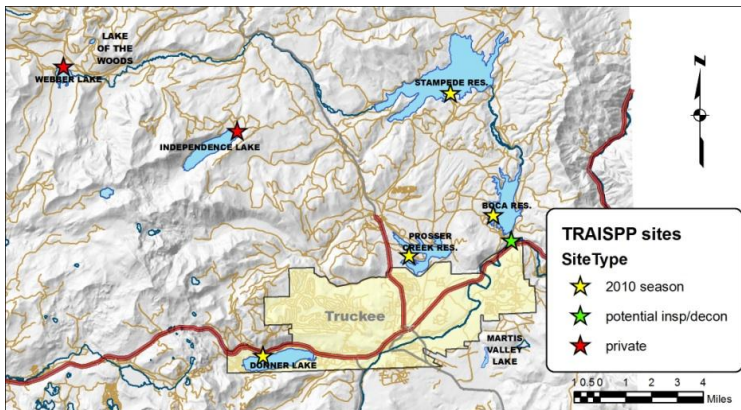 LAKE
OF THE
WOODS
WEBBER LAKE
STAMPEDE RES.
INDEPENDENCE LAKE
BOCA RES.
PROSSER
CREEK RES.
Truckee
DONNER LAKE
MARTIS
VALLEY
LAKE
N
TRAISPP sites
SiteType
2010 season
potential insp/decon
private
1 0.5 0 1 2 3 4
Miles